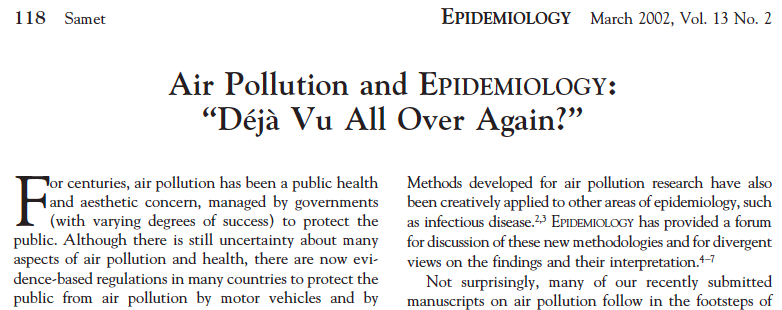 118 Samet EPIDEMIOLOGY March 2002, Vol. 13 No. 2
Air Pollution and EPIDEMIOLOGY:
“Déjà Vu All Over Again?”
For centuries, air pollution has been a public health
and aesthetic concern, managed by governments
(with varying degrees of success) to protect the
public. Although there is still uncertainty about many
aspects of air pollution and health, there are now evi-
dence-based regulations in many countries to protect the
public from air pollution by motor vehicles and by
Methods developed for air pollution research have also
been creatively applied to other areas of epidemiology, such
as infectious disease.2,3 EPIDEMIOLOGY has provided a forum
for discussion of these new methodologies and for divergent
views on the findings and their interpretation.4–7
Not surprisingly, many of our recently submitted
manuscripts on air pollution follow in the footsteps of